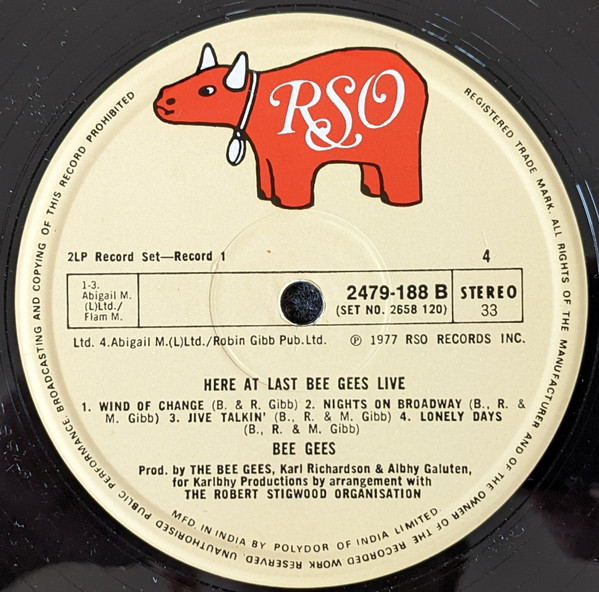 RSO
REGISTERED TRADE MARK. ALL RIGHTS OF THE MANUFACTURER AND OF THE OWNER OF THE RECORDED WORK RESERVED. UNAUTHORISED PUBLIC PERFORMANCE BROADCASTING AND COPYING OF THIS RECORD PROHIBITED
2LP Record Set—Record 1
4
1-3.
Abigail M.
(L)Ltd./
Flam M.
2479-188 B
(SET NO. 2658 120)
STEREO
33
Ltd. 4.Abigail M.(L)Ltd./Robin Gibb Pub.Ltd. ℗ 1977 RSO RECORDS INC.
HERE AT LAST BEE GEES LIVE
1. WIND OF CHANGE (B. & R. Gibb) 2. NIGHTS ON BROADWAY (B., R. &
M. Gibb) 3. JIVE TALKIN' (B., R. & M. Gibb) 4. LONELY DAYS
(B., R. & M. Gibb)
BEE GEES
Prod. by THE BEE GEES, Karl Richardson & Albhy Galuten,
for Karlbhy Productions by arrangement with
THE ROBERT STIGWOOD ORGANISATION
MFD. IN INDIA BY POLYDOR OF INDIA LIMITED.